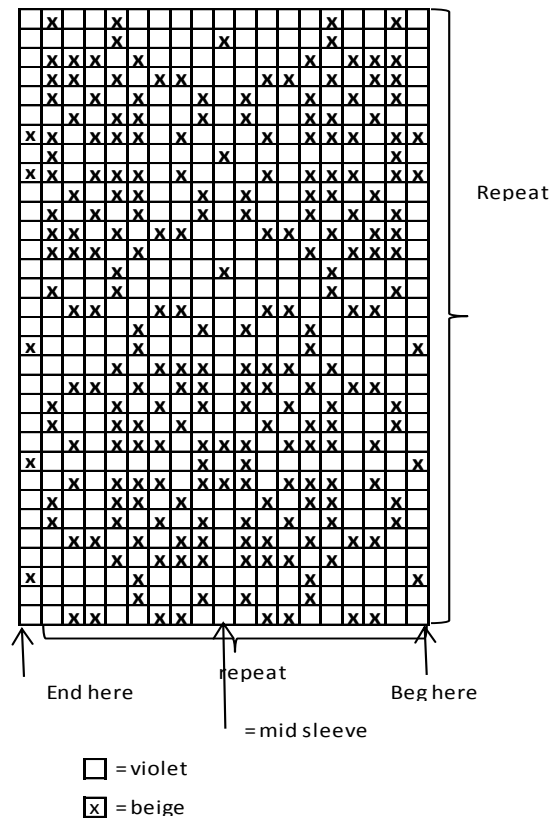 Repeat
repeat
End here
Beg here
= mid sleeve
= violet
x = beige